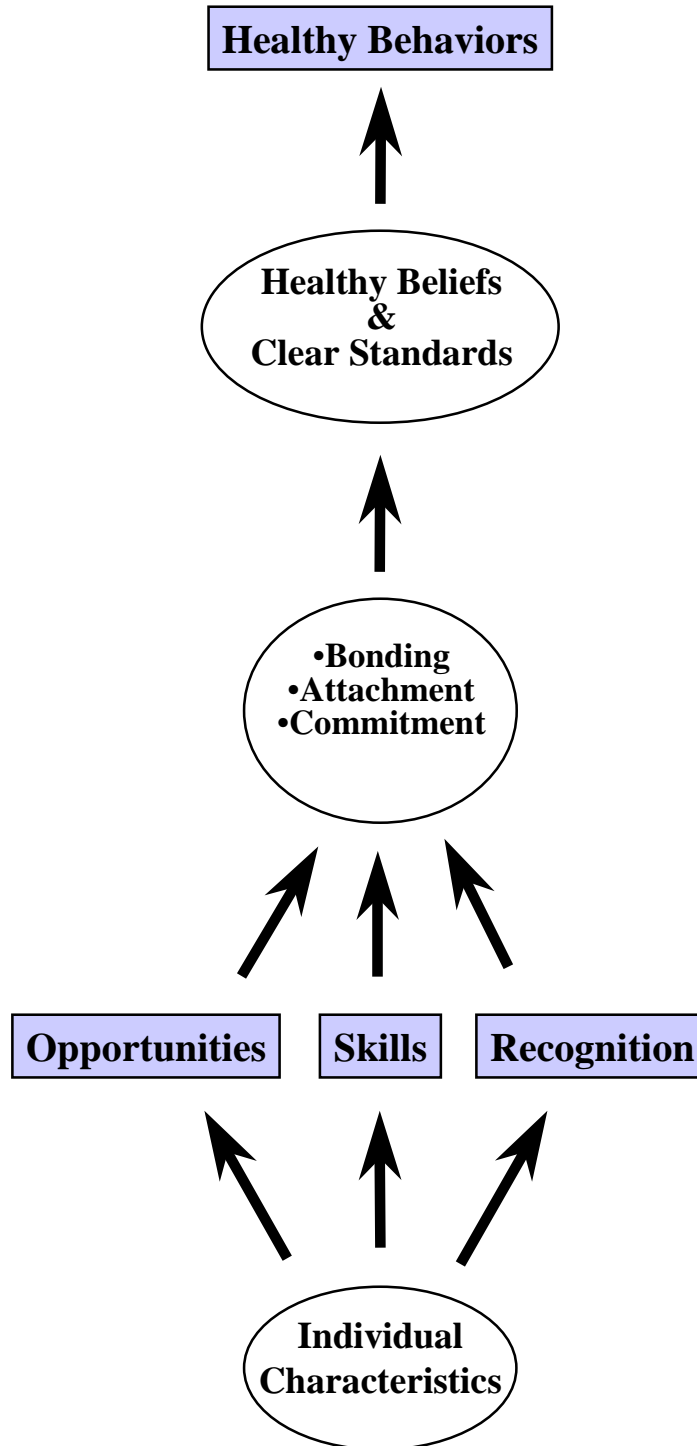 Healthy Behaviors
Healthy Beliefs
&
Clear Standards
•Bonding
•Attachment
•Commitment
Opportunities
Skills
Recognition
Individual
Characteristics